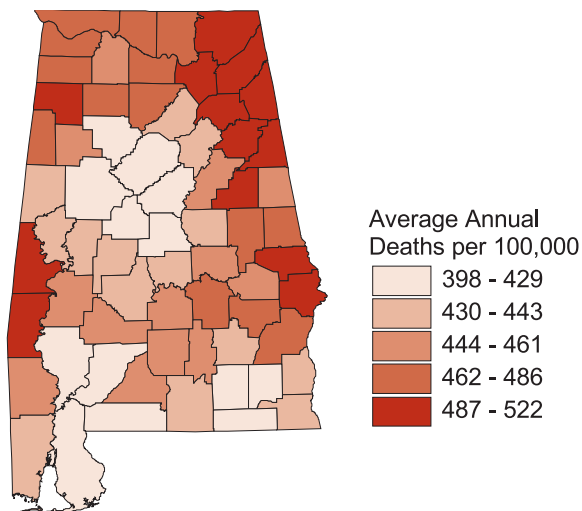 Average Annual
Deaths per 100,000
398 - 429
430 - 443
444 - 461
462 - 486
487 - 522